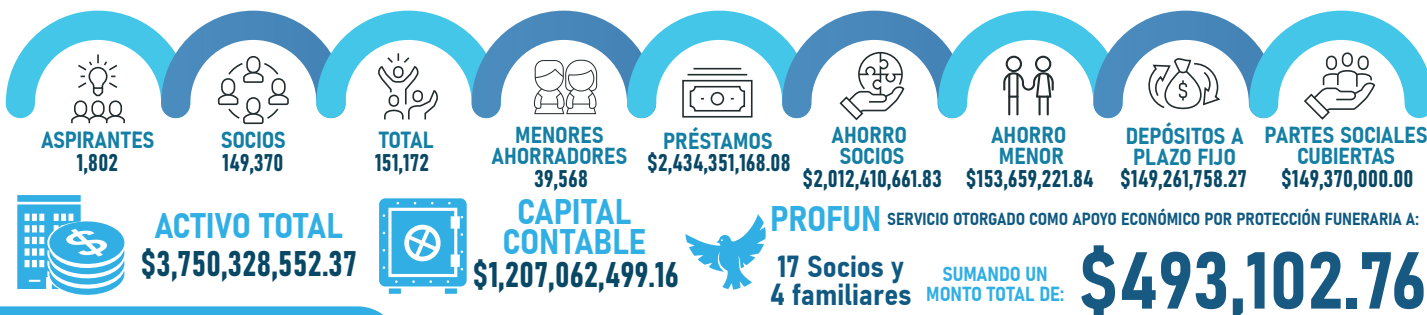 ASPIRANTES
1,802
SOCIOS
149,370
TOTAL
151,172
MENORES
AHORRADORES
39,568
PRÉSTAMOS
$2,434,351,168.08
AHORRO
SOCIOS
$2,012,410,661.83
AHORRO
MENOR
$153,659,221.84
DEPÓSITOS A
PLAZO FIJO
$149,261,758.27
PARTES SOCIALES
CUBIERTAS
$149,370,000.00
ACTIVO TOTAL
$3,750,328,552.37
CAPITAL
CONTABLE
$1,207,062,499.16
PROFUN SERVICIO OTORGADO COMO APOYO ECONÓMICO POR PROTECCIÓN FUNERARIA A:
17 Socios y
4 familiares
SUMANDO UN
MONTO TOTAL DE:
$493,102.76